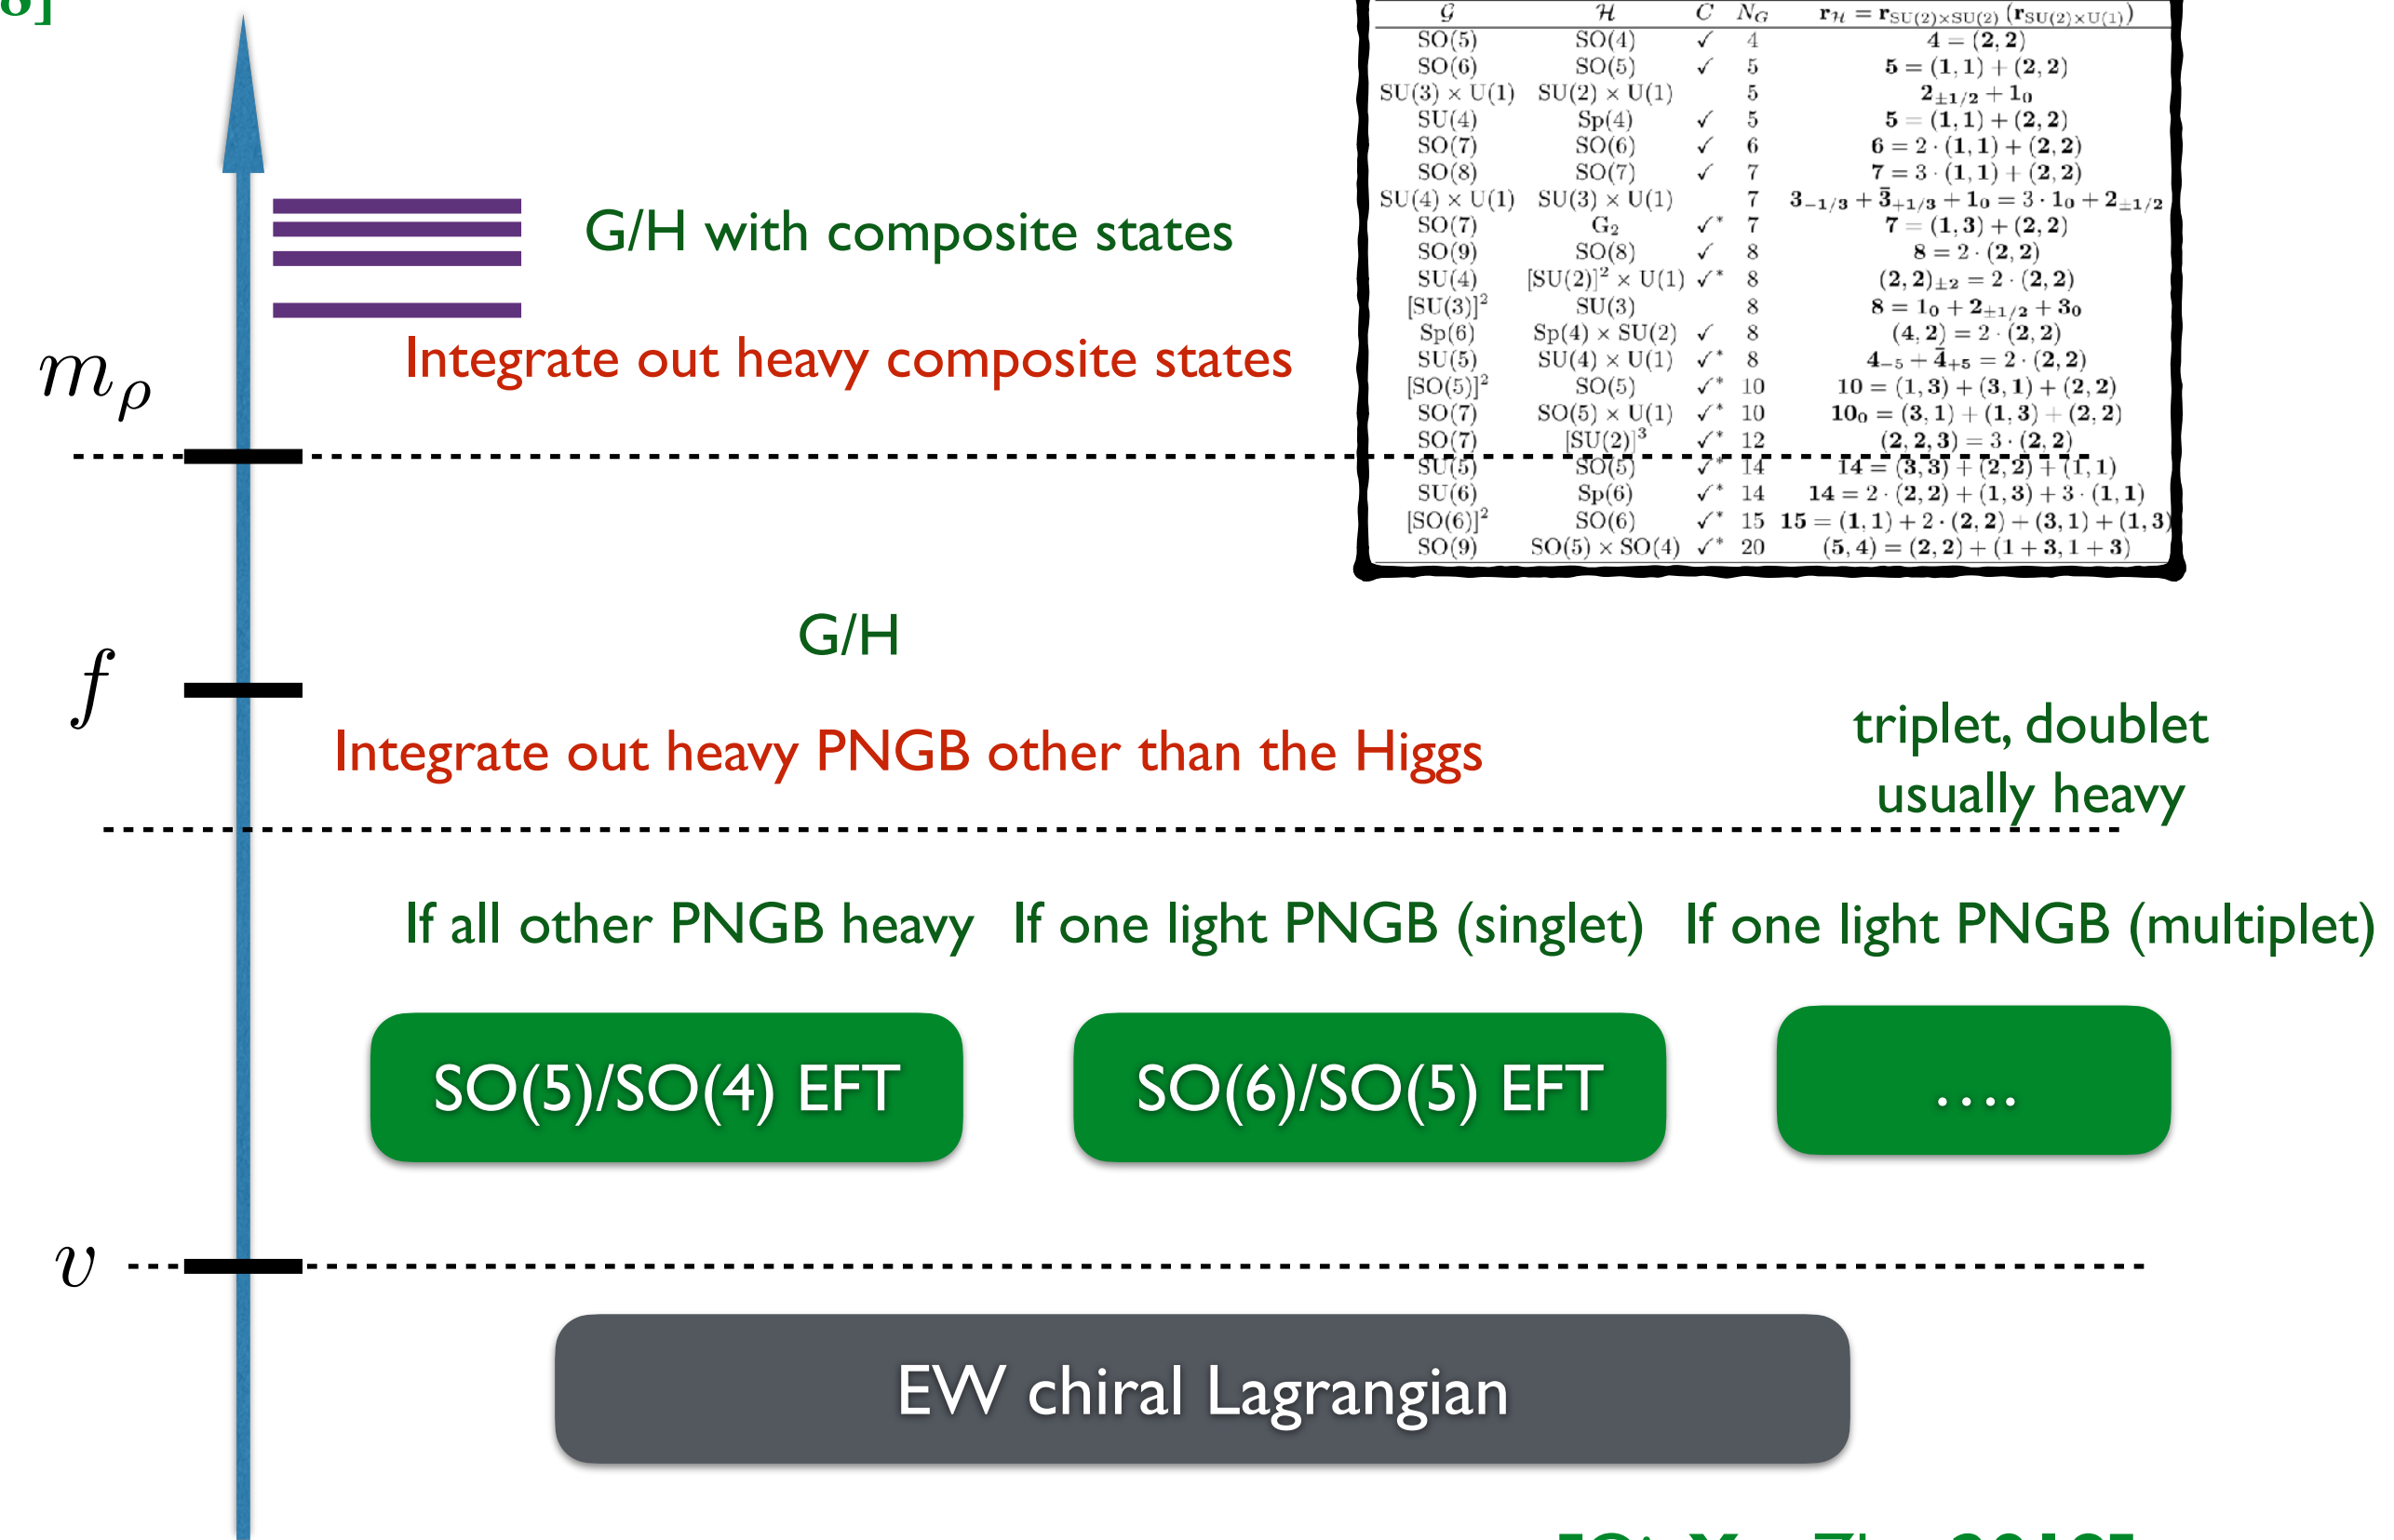 8]
𝒢 ℋ C N_G r_ℋ = r_SU(2)×SU(2) (r_SU(2)×U(1))
SO(5) SO(4) ✓ 4 4 = (2, 2)
SO(6) SO(5) ✓ 5 5 = (1, 1) + (2, 2)
SU(3) × U(1) SU(2) × U(1) 5 2_±1/2 + 1_0
SU(4) Sp(4) ✓ 5 5 = (1, 1) + (2, 2)
SO(7) SO(6) ✓ 6 6 = 2 · (1, 1) + (2, 2)
SO(8) SO(7) ✓ 7 7 = 3 · (1, 1) + (2, 2)
SU(4) × U(1) SU(3) × U(1) 7 3_−1/3 + 3̄_+1/3 + 1_0 = 3 · 1_0 + 2_±1/2
SO(7) G_2 ✓* 7 7 = (1, 3) + (2, 2)
SO(9) SO(8) ✓ 8 8 = 2 · (2, 2)
SU(4) [SU(2)]² × U(1) ✓* 8 (2, 2)_±2 = 2 · (2, 2)
[SU(3)]² SU(3) 8 8 = 1_0 + 2_±1/2 + 3_0
Sp(6) Sp(4) × SU(2) ✓ 8 (4, 2) = 2 · (2, 2)
SU(5) SU(4) × U(1) ✓* 8 4_−5 + 4̄_+5 = 2 · (2, 2)
[SO(5)]² SO(5) ✓* 10 10 = (1, 3) + (3, 1) + (2, 2)
SO(7) SO(5) × U(1) ✓* 10 10_0 = (3, 1) + (1, 3) + (2, 2)
SO(7) [SU(2)]³ ✓* 12 (2, 2, 3) = 3 · (2, 2)
SU(5) SO(5) ✓* 14 14 = (3, 3) + (2, 2) + (1, 1)
SU(6) Sp(6) ✓* 14 14 = 2 · (2, 2) + (1, 3) + 3 · (1, 1)
[SO(6)]² SO(6) ✓* 15 15 = (1, 1) + 2 · (2, 2) + (3, 1) + (1, 3)
SO(9) SO(5) × SO(4) ✓* 20 (5, 4) = (2, 2) + (1 + 3, 1 + 3)
G/H with composite states
Integrate out heavy composite states
m_ρ
G/H
f
Integrate out heavy PNGB other than the Higgs
triplet, doublet
usually heavy
If all other PNGB heavy
If one light PNGB (singlet)
If one light PNGB (multiplet)
SO(5)/SO(4) EFT
SO(6)/SO(5) EFT
....
v
EW chiral Lagrangian